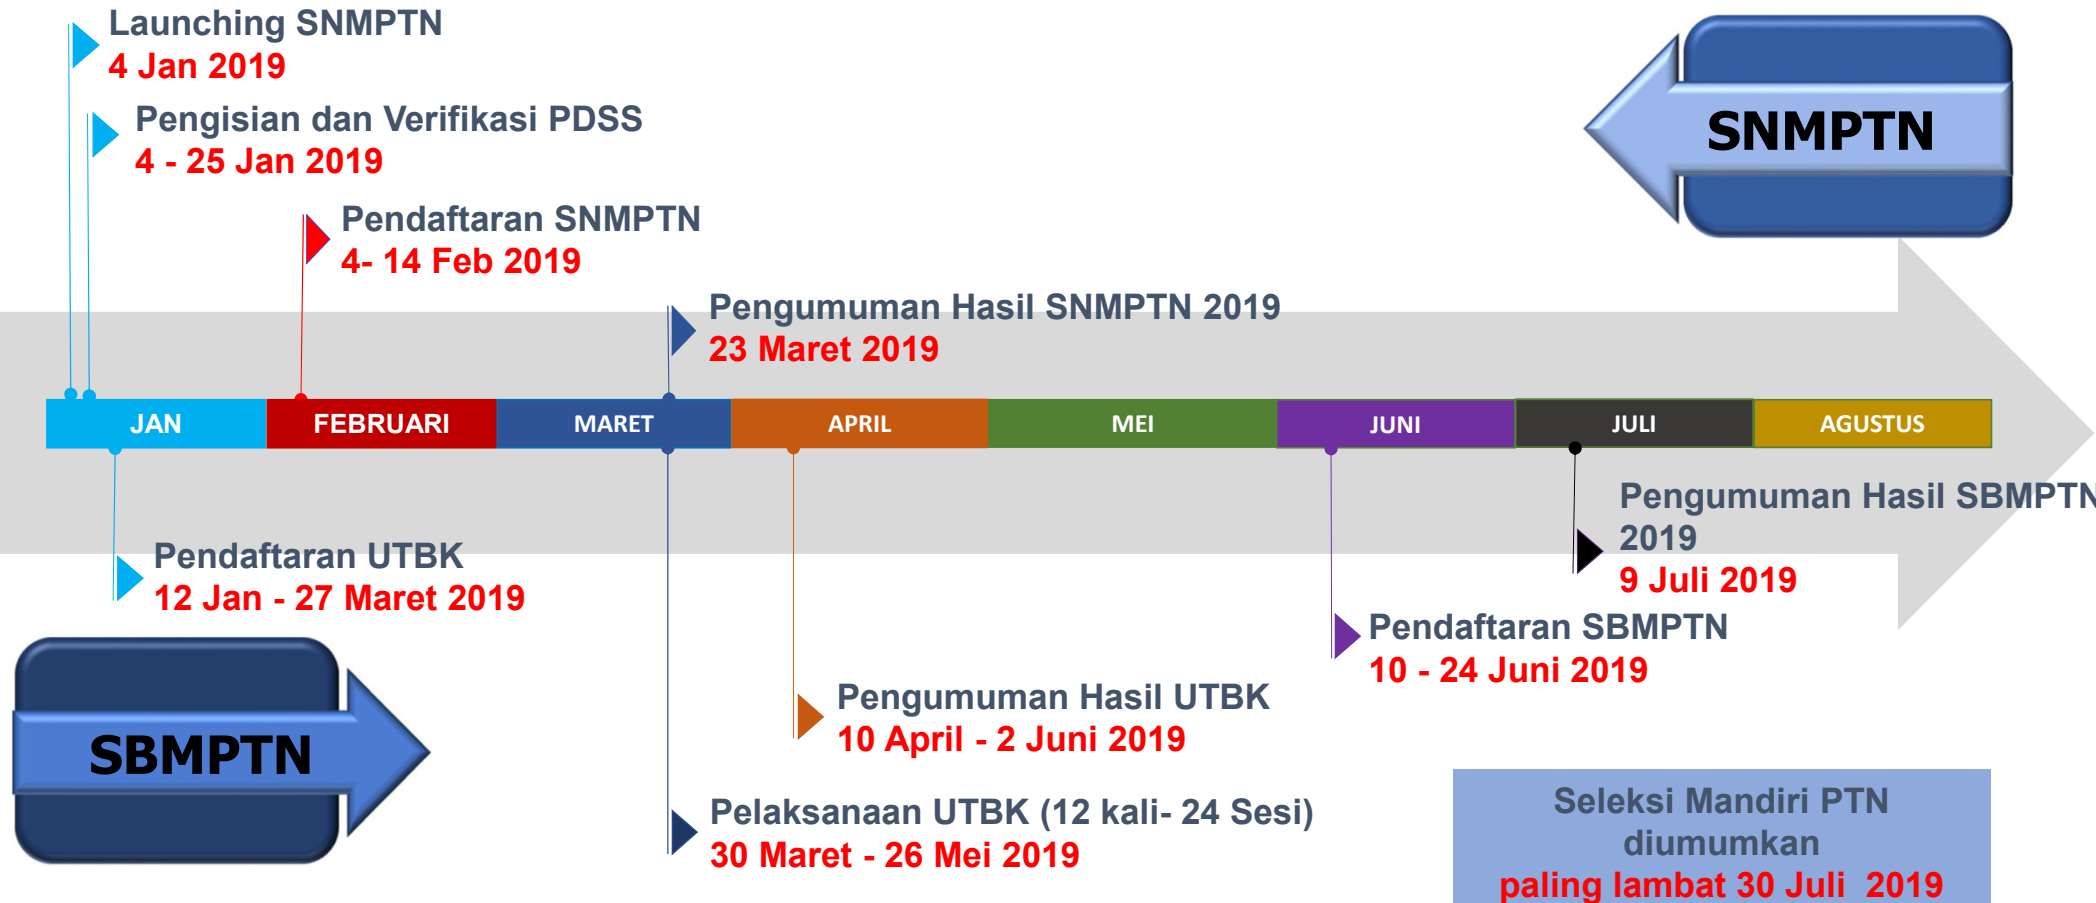 Launching SNMPTN
4 Jan 2019
Pengisian dan Verifikasi PDSS
4 - 25 Jan 2019
SNMPTN
Pendaftaran SNMPTN
4- 14 Feb 2019
Pengumuman Hasil SNMPTN 2019
23 Maret 2019
JAN FEBRUARI MARET APRIL MEI JUNI JULI AGUSTUS
Pengumuman Hasil SBMPTN
2019
9 Juli 2019
Pendaftaran UTBK
12 Jan - 27 Maret 2019
Pendaftaran SBMPTN
10 - 24 Juni 2019
SBMPTN
Pengumuman Hasil UTBK
10 April - 2 Juni 2019
Pelaksanaan UTBK (12 kali- 24 Sesi)
30 Maret - 26 Mei 2019
Seleksi Mandiri PTN
diumumkan
paling lambat 30 Juli  2019